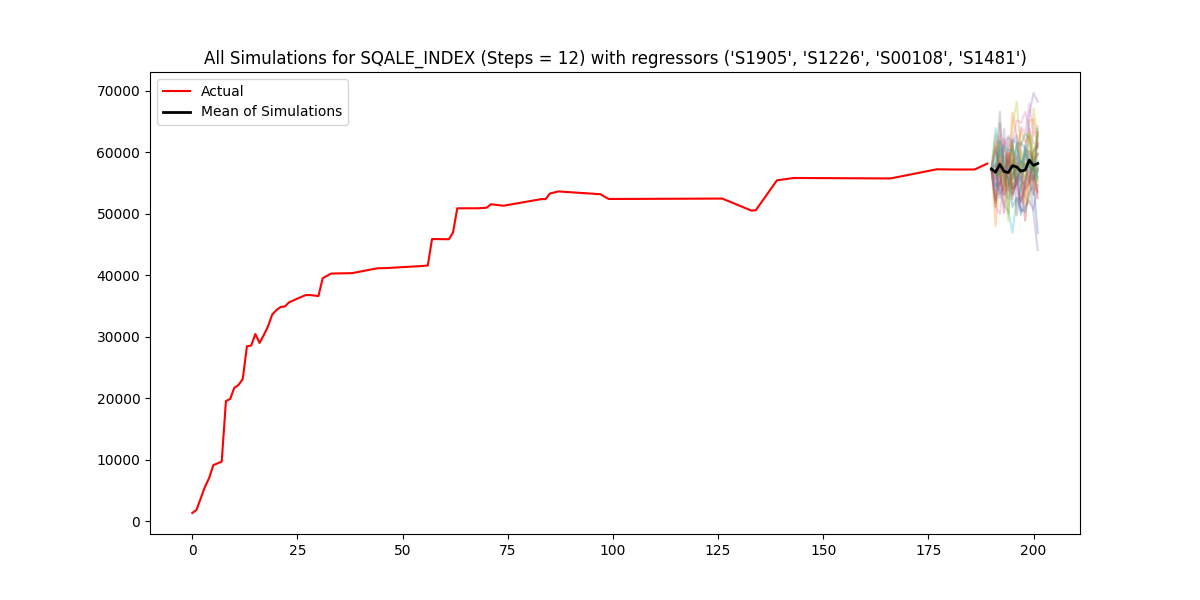 All Simulations for SQALE_INDEX (Steps = 12) with regressors ('S1905', 'S1226', 'S00108', 'S1481')
Actual
Mean of Simulations
70000
60000
50000
40000
30000
20000
10000
0
0 25 50 75 100 125 150 175 200